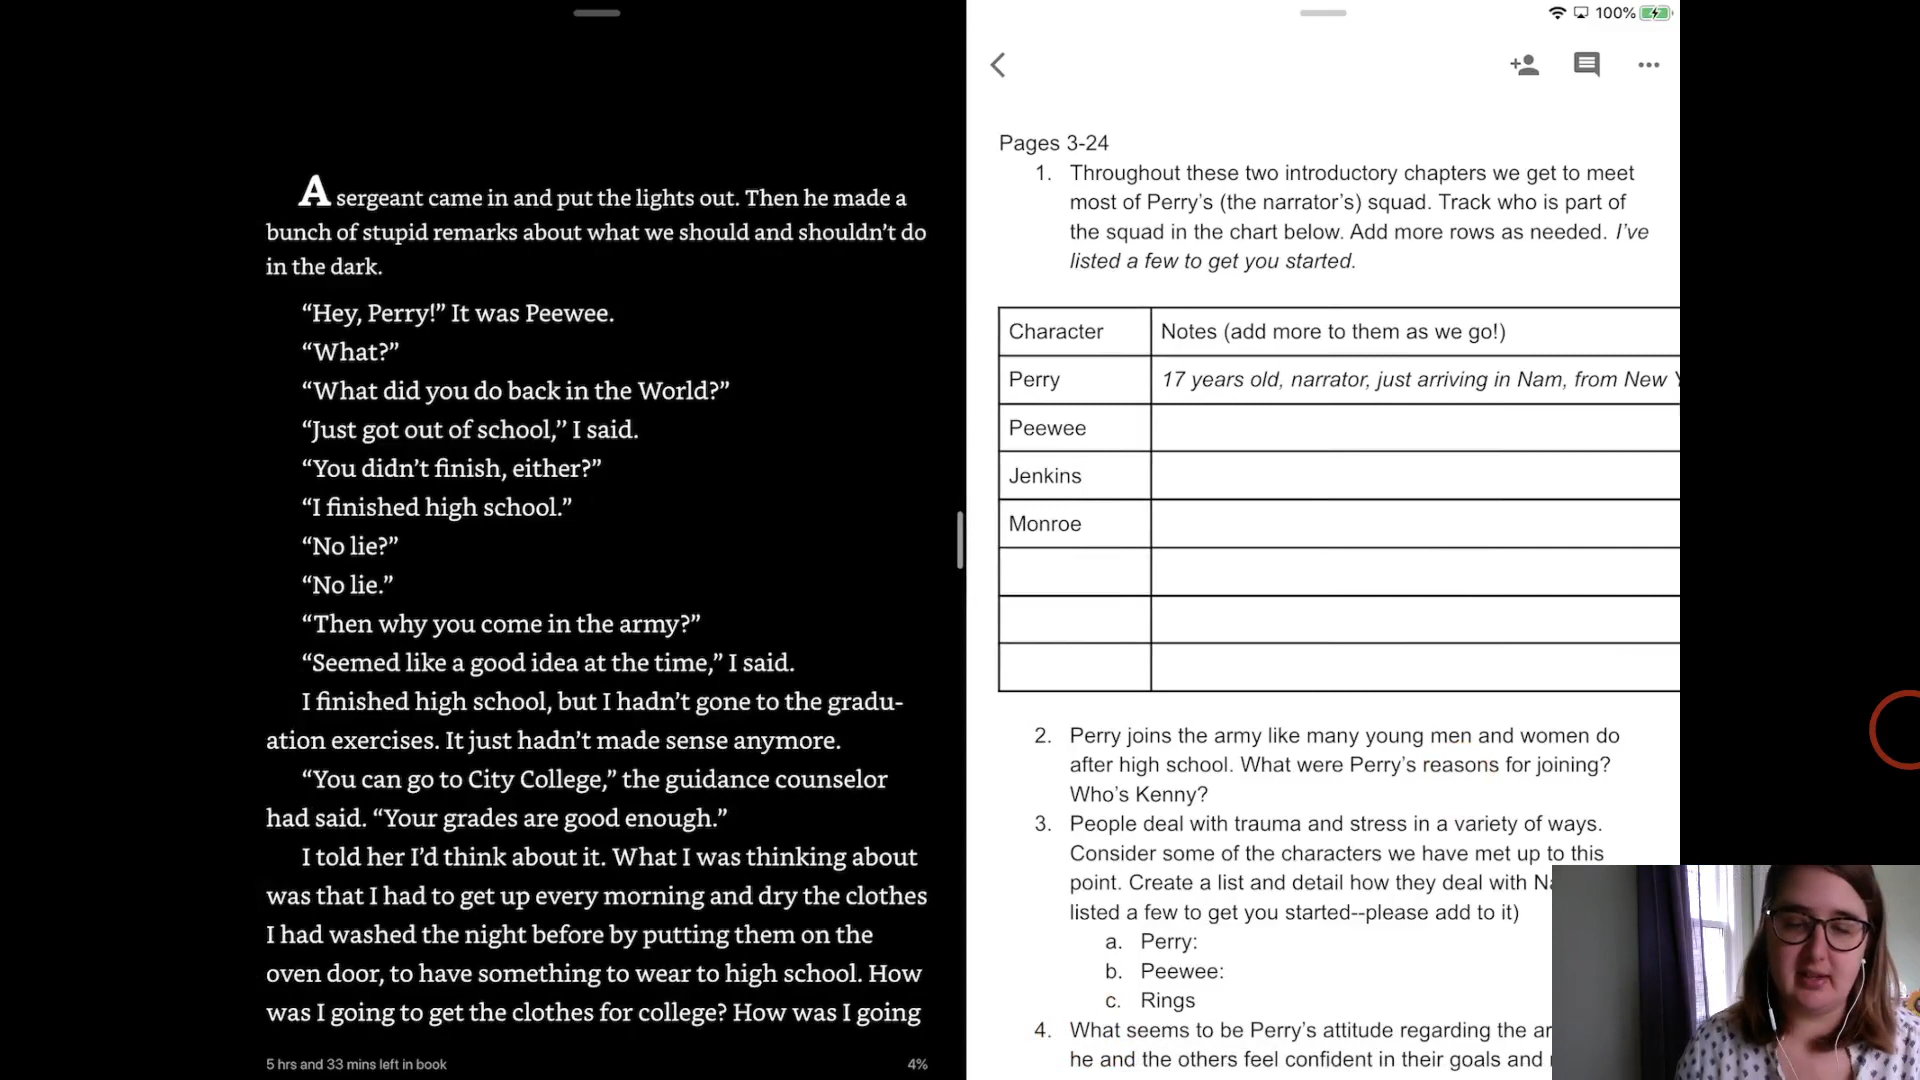 A sergeant came in and put the lights out. Then he made a
bunch of stupid remarks about what we should and shouldn’t do
in the dark.
“Hey, Perry!” It was Peewee.
“What?”
“What did you do back in the World?”
“Just got out of school,” I said.
“You didn’t finish, either?”
“I finished high school.”
“No lie?”
“No lie.”
“Then why you come in the army?”
“Seemed like a good idea at the time,” I said.
I finished high school, but I hadn’t gone to the gradu-
ation exercises. It just hadn’t made sense anymore.
“You can go to City College,” the guidance counselor
had said. “Your grades are good enough.”
I told her I’d think about it. What I was thinking about
was that I had to get up every morning and dry the clothes
I had washed the night before by putting them on the
oven door, to have something to wear to high school. How
was I going to get the clothes for college? How was I going
5 hrs and 33 mins left in book
4%
100%
Pages 3-24
1. Throughout these two introductory chapters we get to meet
most of Perry’s (the narrator’s) squad. Track who is part of
the squad in the chart below. Add more rows as needed. I’ve
listed a few to get you started.
Character Notes (add more to them as we go!)
Perry 17 years old, narrator, just arriving in Nam, from New
Peewee
Jenkins
Monroe
2. Perry joins the army like many young men and women do
after high school. What were Perry’s reasons for joining?
Who’s Kenny?
3. People deal with trauma and stress in a variety of ways.
Consider some of the characters we have met up to this
point. Create a list and detail how they deal with
listed a few to get you started--please add to it)
a. Perry:
b. Peewee:
c. Rings
4. What seems to be Perry’s attitude regarding the
he and the others feel confident in their goals and